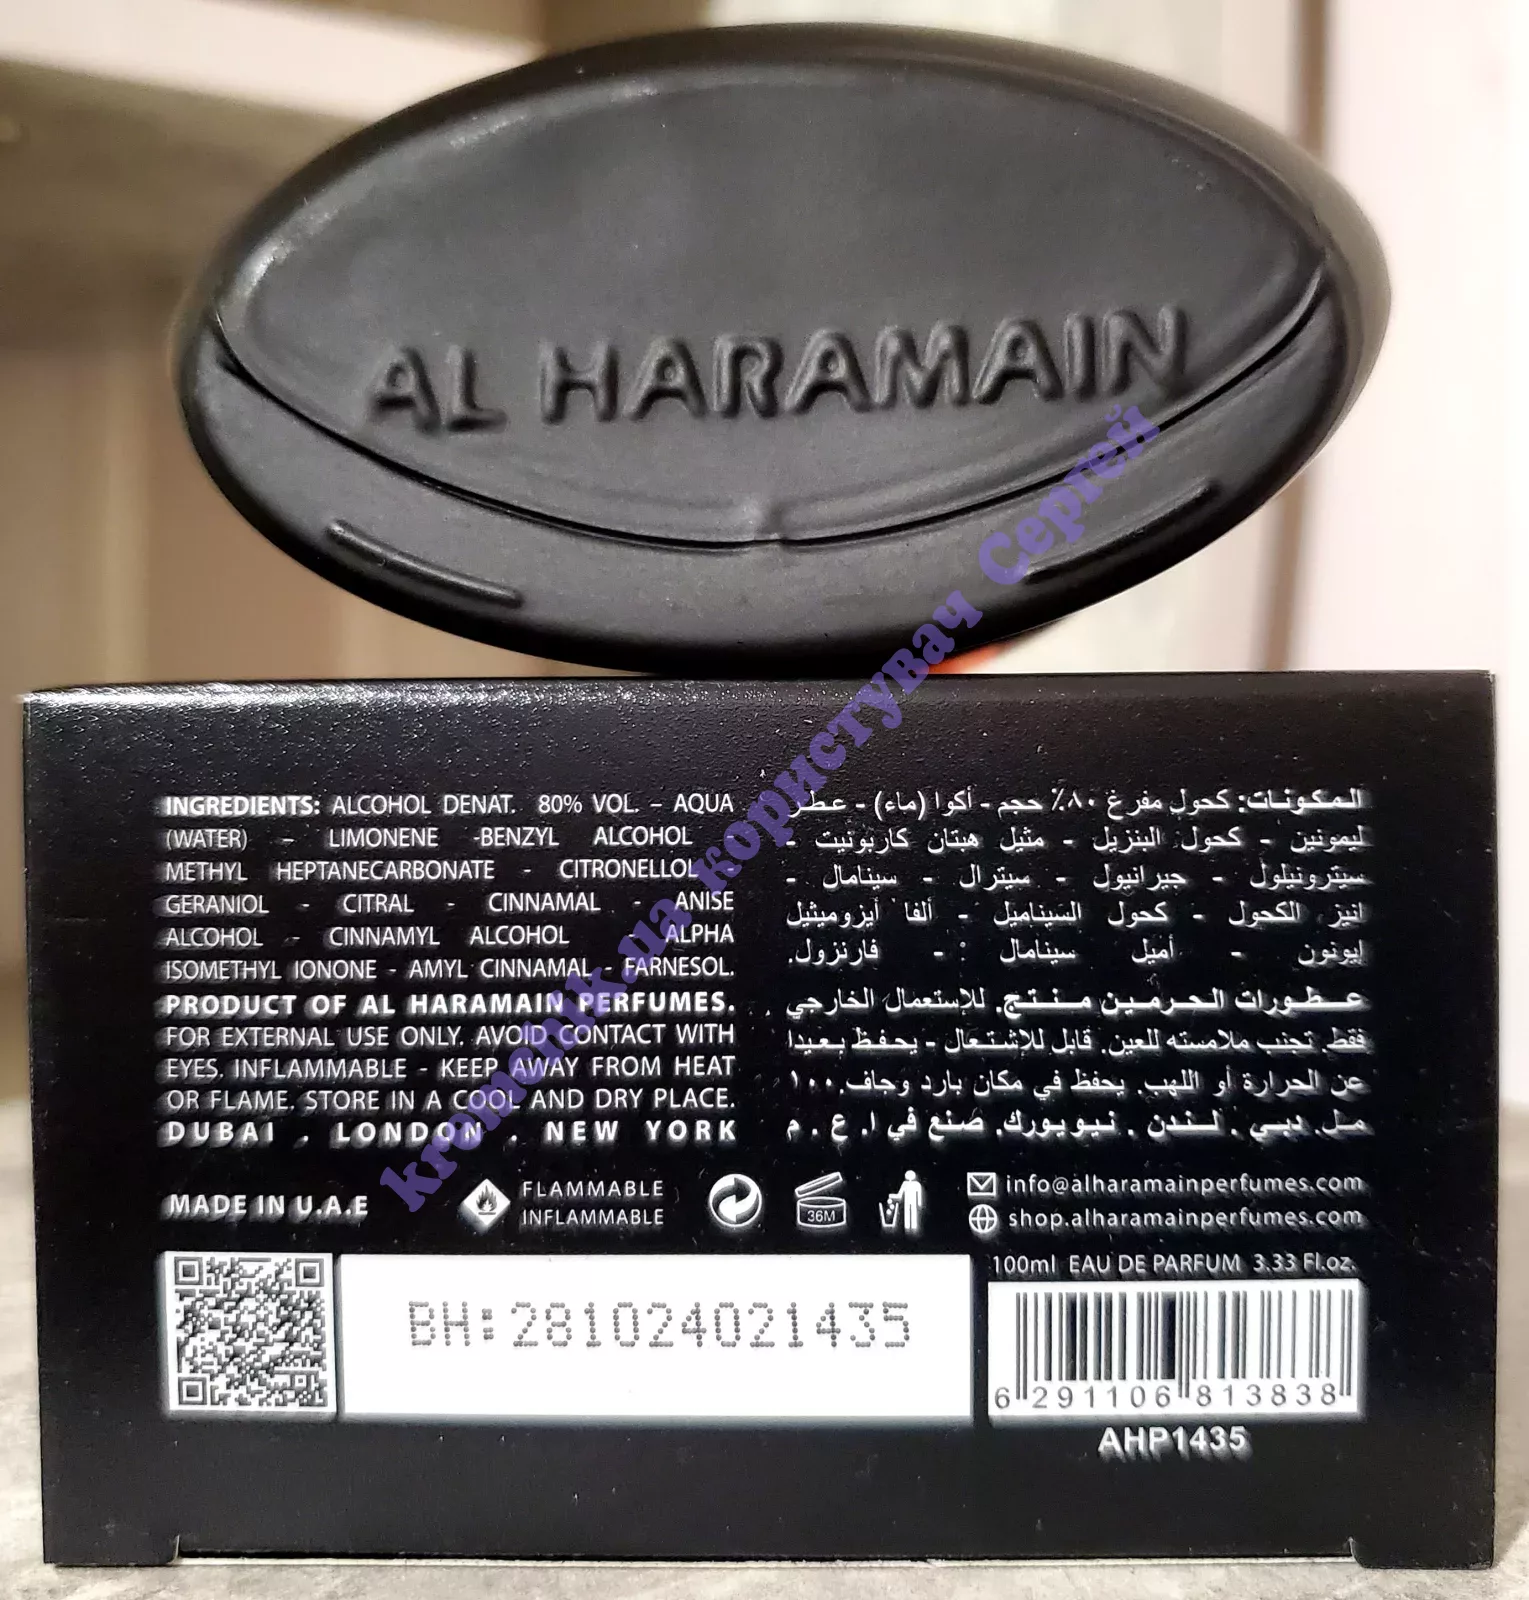 AL HARAMAIN
INGREDIENTS: ALCOHOL DENAT. 80% VOL. – AQUA
(WATER) – LIMONENE -BENZYL ALCOHOL -
METHYL HEPTANECARBONATE - CITRONELLOL -
GERANIOL - CITRAL - CINNAMAL - ANISE
ALCOHOL - CINNAMYL ALCOHOL - ALPHA
ISOMETHYL IONONE - AMYL CINNAMAL - FARNESOL.
PRODUCT OF AL HARAMAIN PERFUMES.
FOR EXTERNAL USE ONLY. AVOID CONTACT WITH
EYES. INFLAMMABLE - KEEP AWAY FROM HEAT
OR FLAME. STORE IN A COOL AND DRY PLACE.
DUBAI . LONDON . NEW YORK
المكونات: كحول مفرغ ٨٠٪ حجم - أكوا (ماء) - عطر
ليمونين - كحول البنزيل - مثيل هبتان كاربونيت -
سيترونيلول - جيرانيول - سيترال - سينامال -
انيز الكحول - كحول السيناميل - ألفا أيزوميثيل
إيونون - أميل سينامال : - فارنزول.
عطورات الحرمين منتج. للإستعمال الخارجي
فقط. تجنب ملامسته للعين. قابل للاشتعال - يحفظ بعيدا
عن الحرارة أو اللهب. يحفظ في مكان بارد وجاف. ١٠٠
مل. دبي . لندن . نيويورك. صنع في ا . ع . م
MADE IN U.A.E
FLAMMABLE
INFLAMMABLE
36M
info@alharamainperfumes.com
shop.alharamainperfumes.com
100ml EAU DE PARFUM 3.33 Fl.oz.
BH:281024021435
6 291106 813838
AHP1435
kremenhuk.ua користувач Сергей